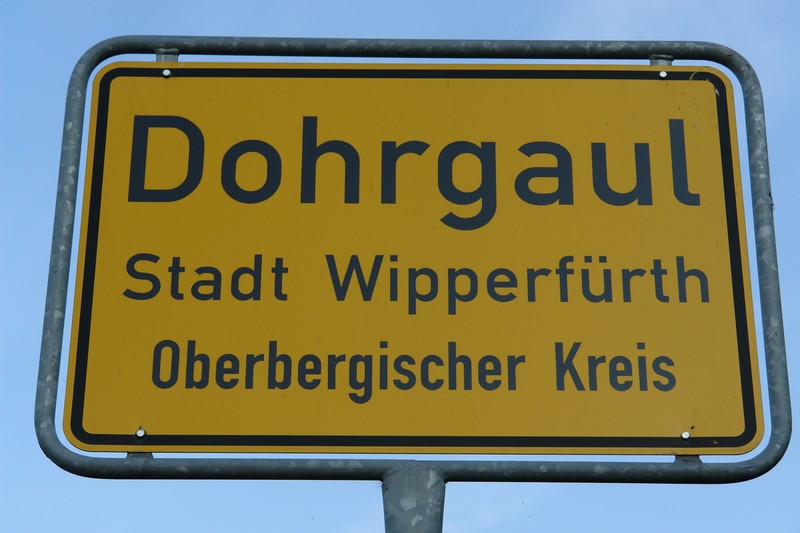 Dohrgaul
Stadt Wipperfürth
Oberbergischer Kreis